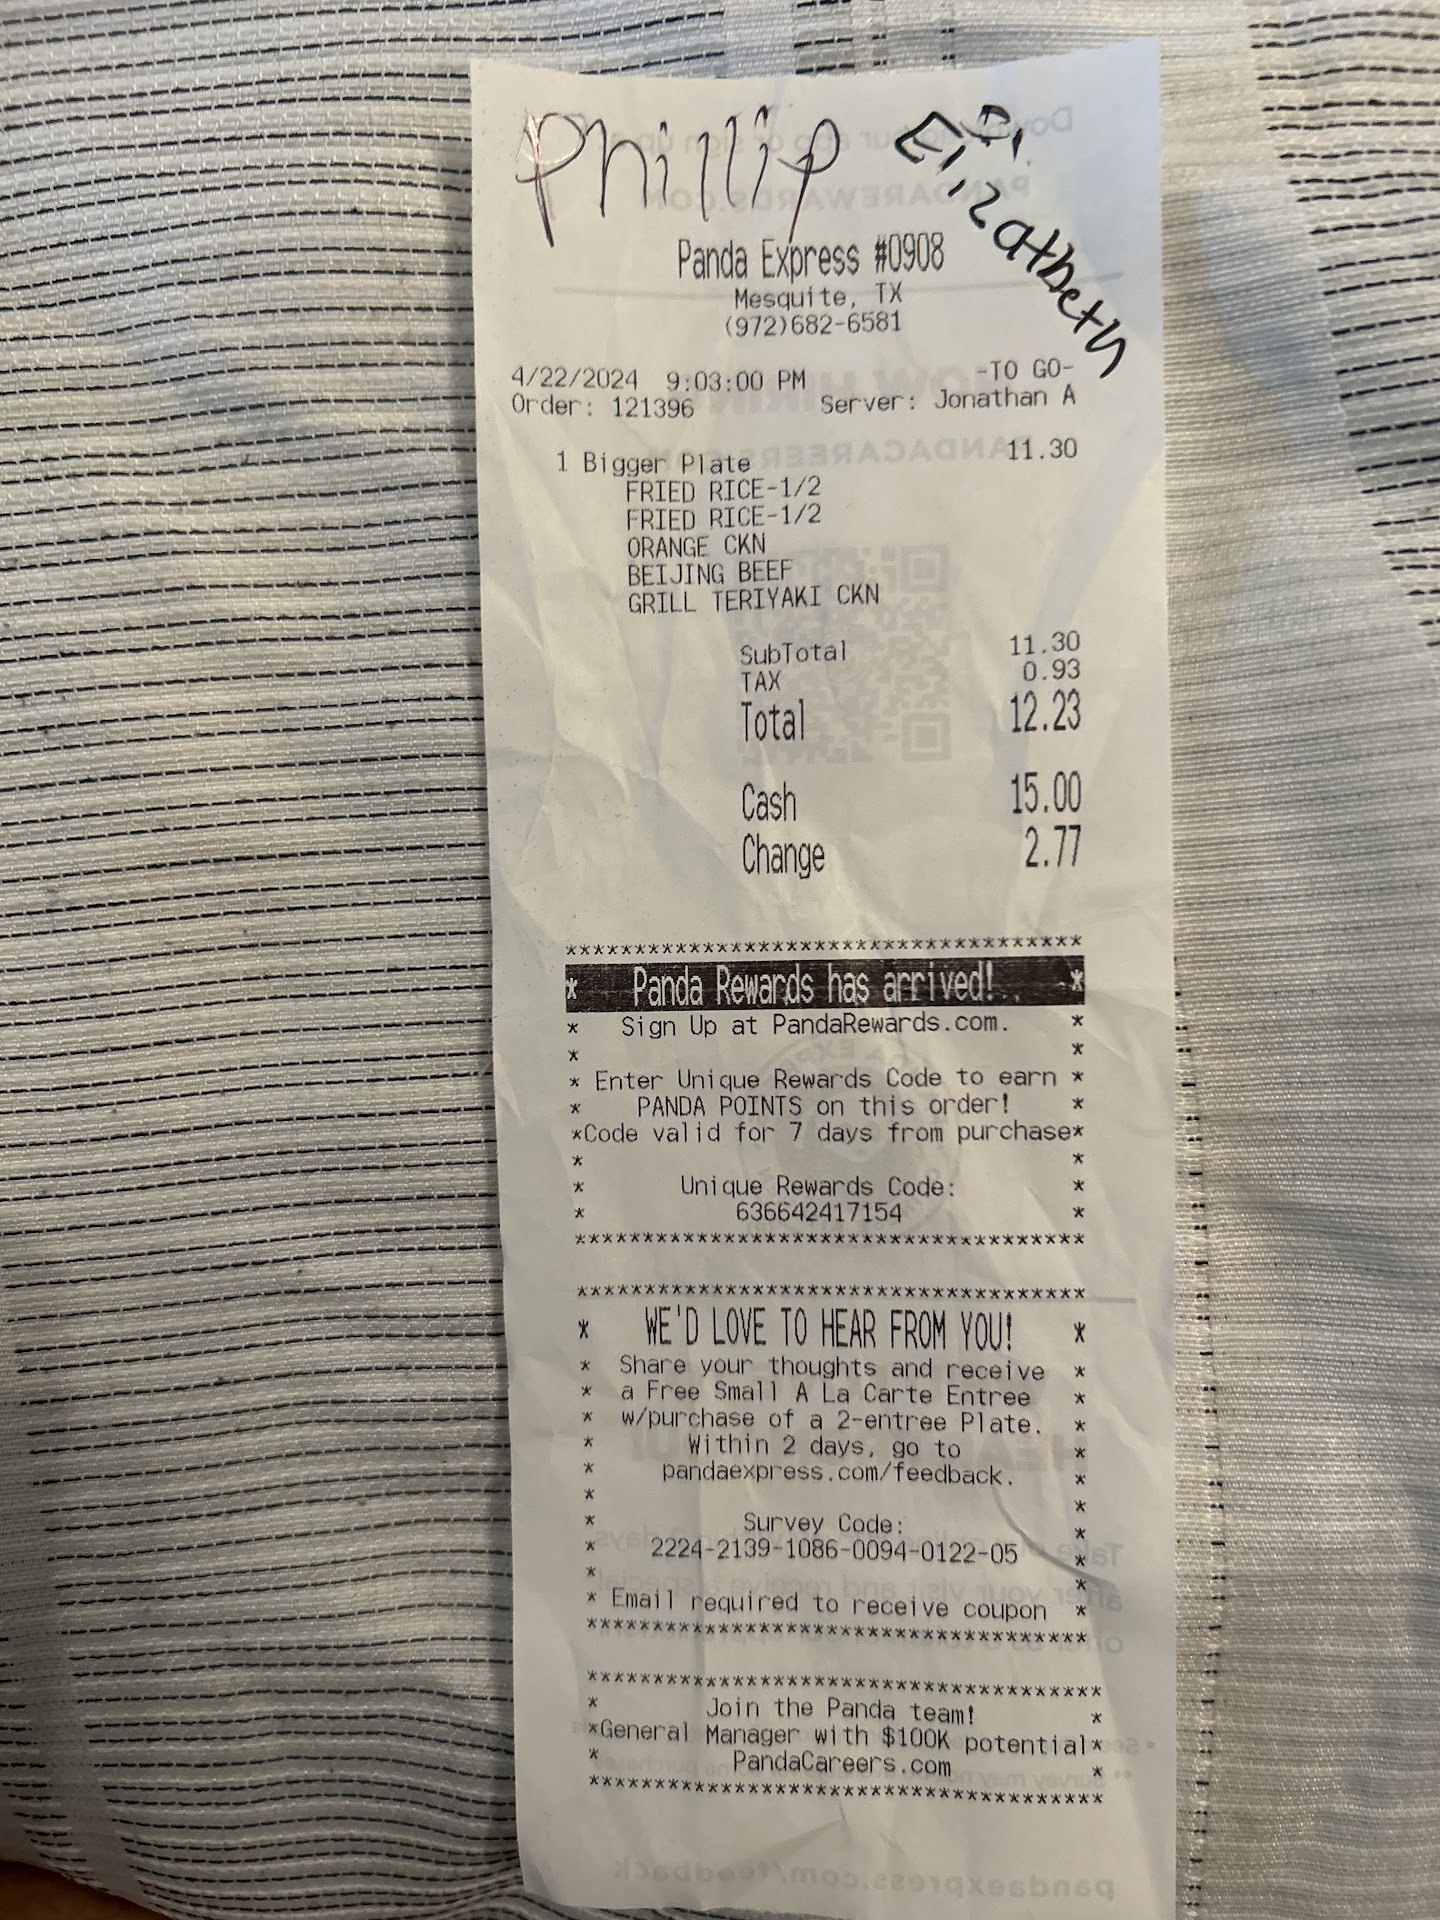 Phillip
Elizabeth
Panda Express #0908
Mesquite, TX
(972)682-6581
4/22/2024 9:03:00 PM -TO GO-
Order: 121396 Server: Jonathan A
1 Bigger Plate 11.30
FRIED RICE-1/2
FRIED RICE-1/2
ORANGE CKN
BEIJING BEEF
GRILL TERIYAKI CKN
SubTotal 11.30
TAX 0.93
Total 12.23
Cash 15.00
Change 2.77
**************************************
* Panda Rewards has arrived! *
* Sign Up at PandaRewards.com. *
* *
* Enter Unique Rewards Code to earn *
* PANDA POINTS on this order! *
*Code valid for 7 days from purchase*
* *
* Unique Rewards Code: *
* 636642417154 *
**************************************
**************************************
* WE'D LOVE TO HEAR FROM YOU! *
* Share your thoughts and receive *
* a Free Small A La Carte Entree *
* w/purchase of a 2-entree Plate. *
* Within 2 days, go to *
* pandaexpress.com/feedback. *
* *
* Survey Code: *
* 2224-2139-1086-0094-0122-05 *
* *
* Email required to receive coupon *
**************************************
**************************************
* Join the Panda team! *
*General Manager with $100K potential*
* PandaCareers.com *
**************************************